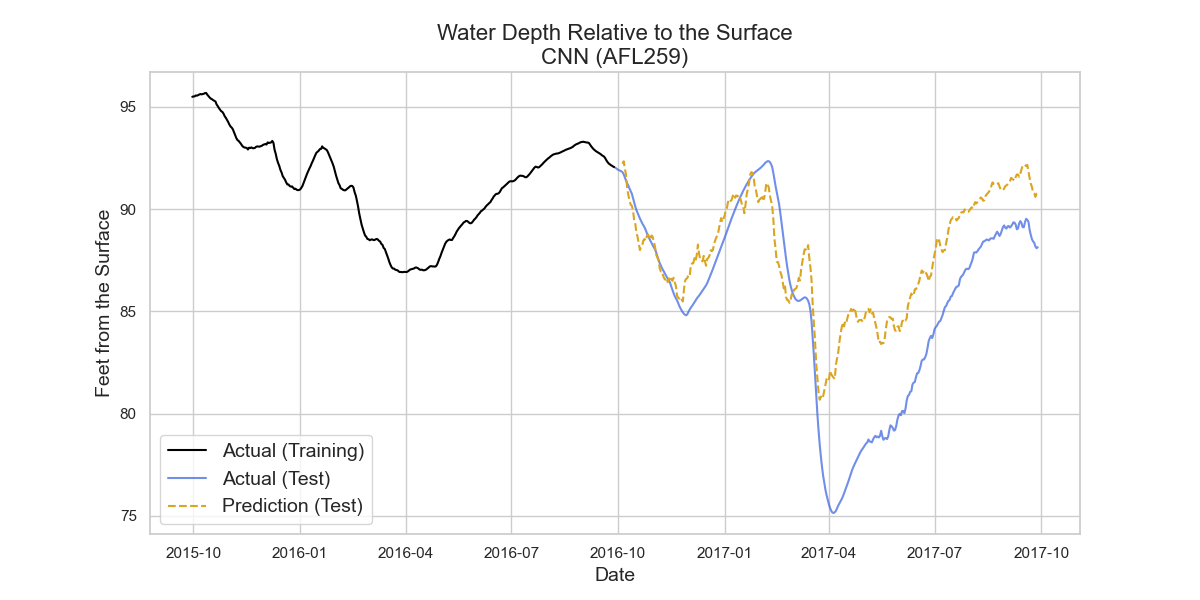 Water Depth Relative to the Surface
CNN (AFL259)
Feet from the Surface
95
90
85
80
75
Actual (Training)
Actual (Test)
Prediction (Test)
2015-10 2016-01 2016-04 2016-07 2016-10 2017-01 2017-04 2017-07 2017-10
Date